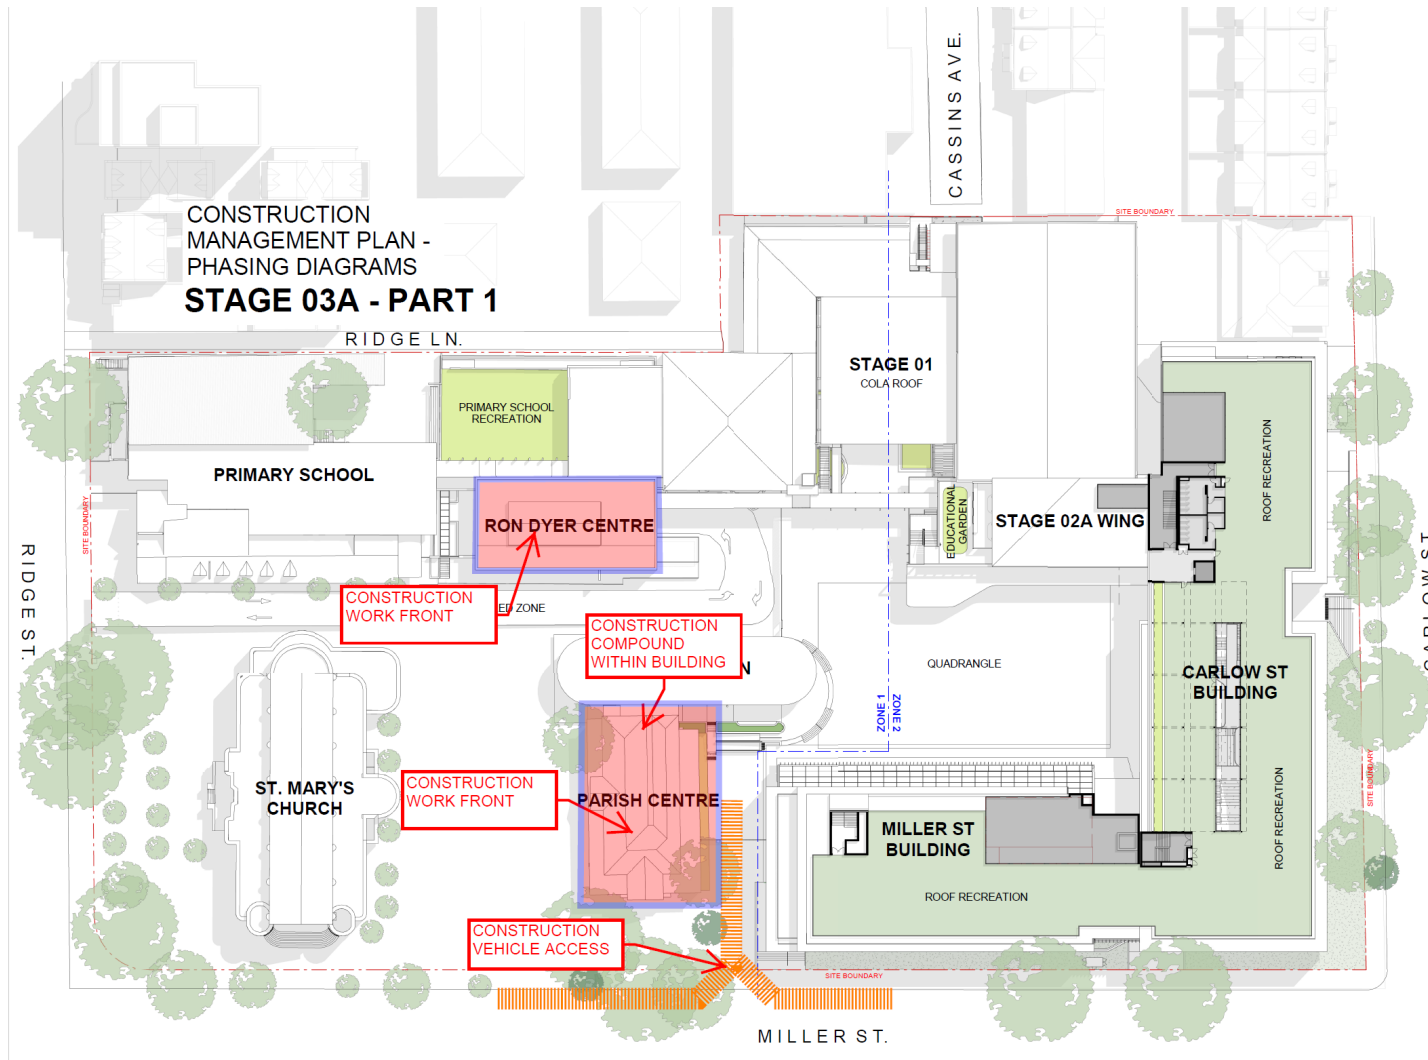 CASSINS AVE.
SITE BOUNDARY
CONSTRUCTION
MANAGEMENT PLAN -
PHASING DIAGRAMS
STAGE 03A - PART 1
RIDGE LN.
STAGE 01
COLA ROOF
PRIMARY SCHOOL
RECREATION
ROOF RECREATION
PRIMARY SCHOOL
SITE BOUNDARY
RON DYER CENTRE
EDUCATIONAL
GARDEN
STAGE 02A WING
RIDGE ST.
CONSTRUCTION
WORK FRONT
ED ZONE
CONSTRUCTION
COMPOUND
WITHIN BUILDING
N
QUADRANGLE
ZONE 1
ZONE 2
CARLOW ST
BUILDING
CONSTRUCTION
WORK FRONT
PARISH CENTRE
ST. MARY'S
CHURCH
SITE BOUNDARY
MILLER ST
BUILDING
ROOF RECREATION
ROOF RECREATION
CONSTRUCTION
VEHICLE ACCESS
SITE BOUNDARY
MILLER ST.